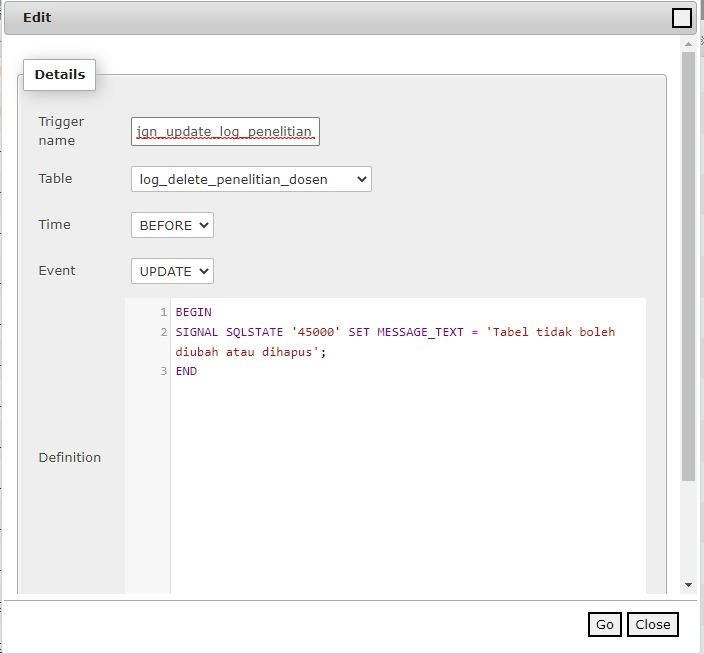 Edit
Details
Trigger
name
jgn_update_log_penelitian
Table
log_delete_penelitian_dosen
Time
BEFORE
Event
UPDATE
1 BEGIN
2 SIGNAL SQLSTATE '45000' SET MESSAGE_TEXT = 'Tabel tidak boleh
diubah atau dihapus';
3 END
Definition
Go
Close